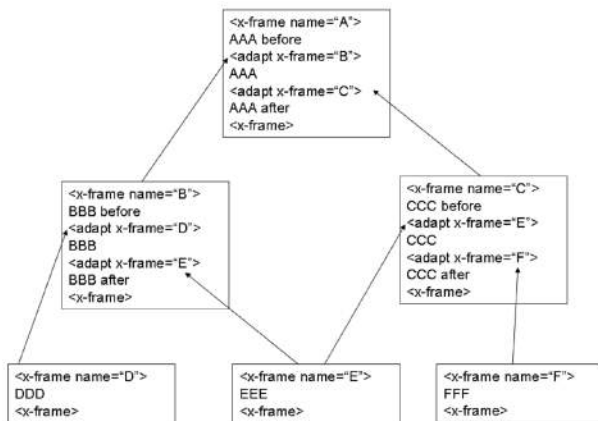 <x-frame name="A">
AAA before
<adapt x-frame="B">
AAA
<adapt x-frame="C">
AAA after
<x-frame>
<x-frame name="B">
BBB before
<adapt x-frame="D">
BBB
<adapt x-frame="E">
BBB after
<x-frame>
<x-frame name="C">
CCC before
<adapt x-frame="E">
CCC
<adapt x-frame="F">
CCC after
<x-frame>
<x-frame name="D">
DDD
<x-frame>
<x-frame name="E">
EEE
<x-frame>
<x-frame name="F">
FFF
<x-frame>